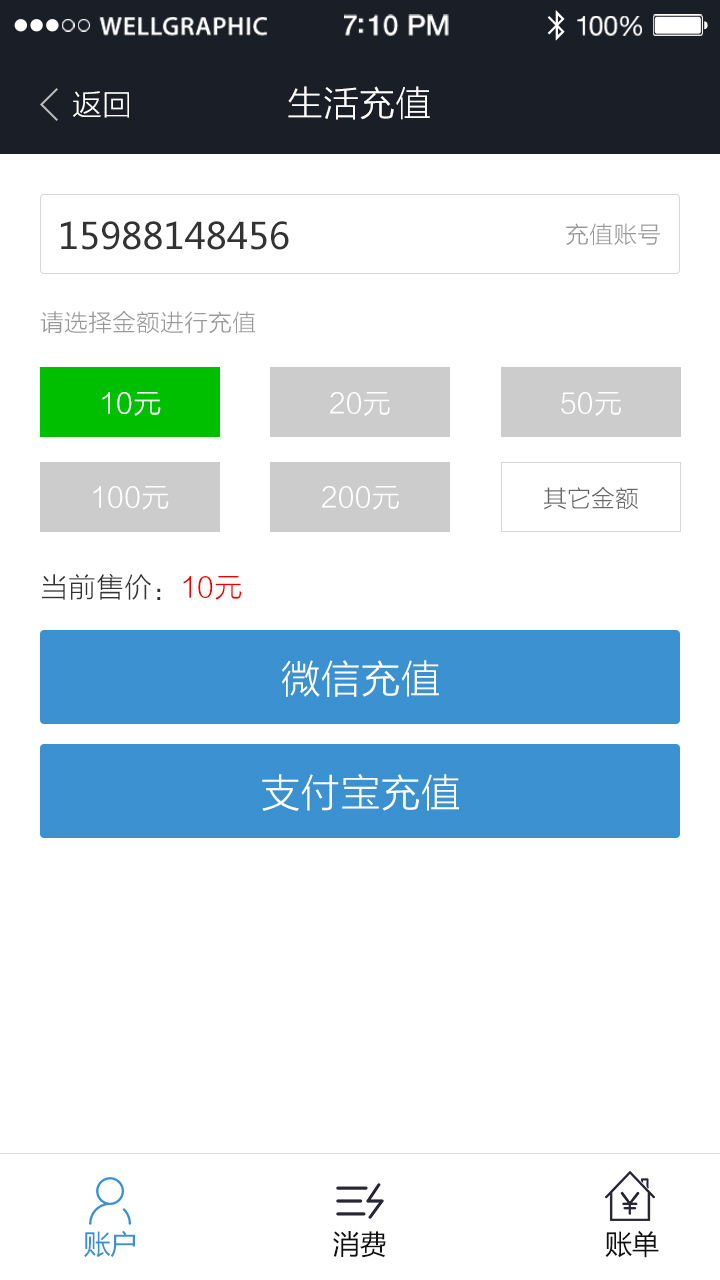 WELLGRAPHIC 7:10 PM 100%
返回 生活充值
15988148456 充值账号
请选择金额进行充值
10元 20元 50元
100元 200元 其它金额
当前售价：10元
微信充值
支付宝充值
账户 消费 账单